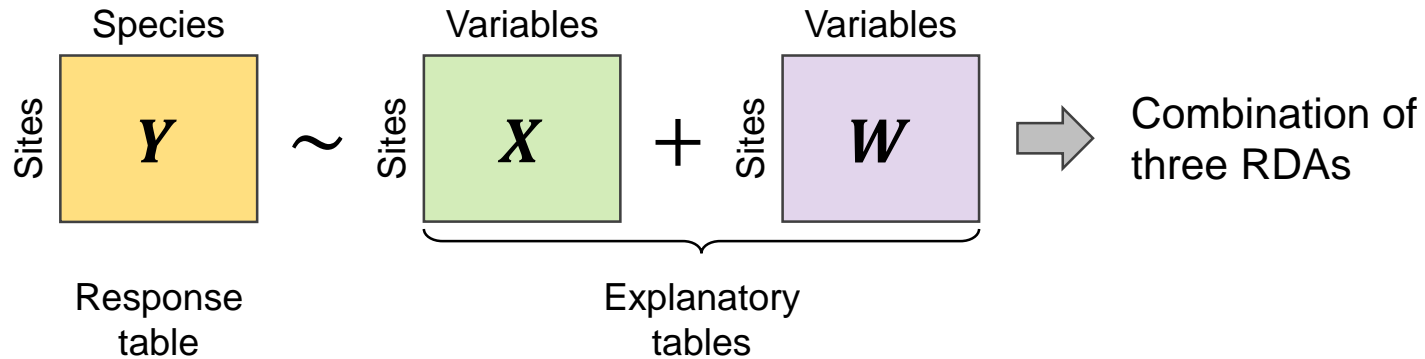 Species
Variables
Variables
Sites
Y
~
Sites
X
+
Sites
W
Combination of
three RDAs
Response
table
Explanatory
tables